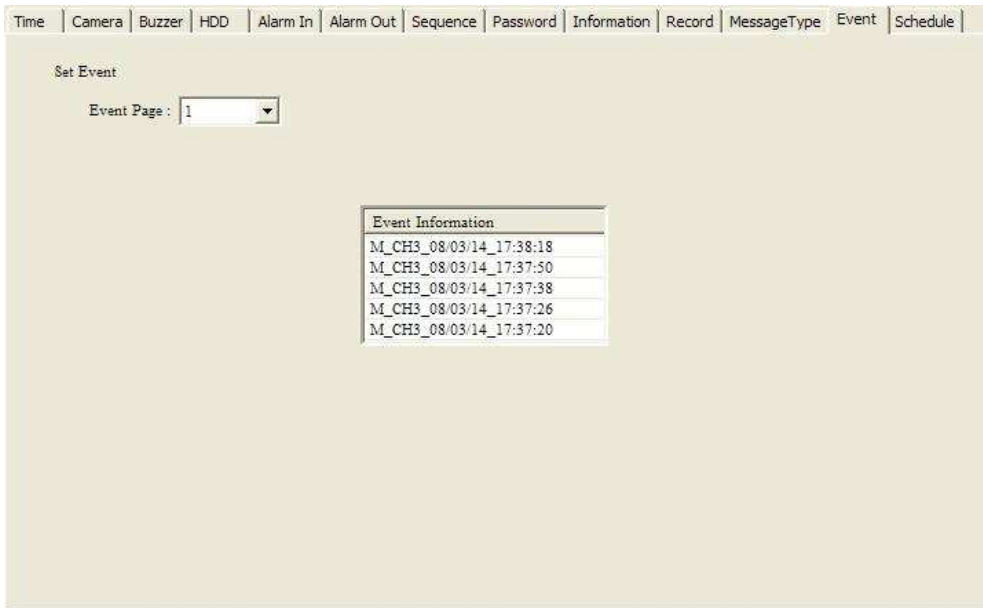 Time Camera Buzzer HDD Alarm In Alarm Out Sequence Password Information Record MessageType Event Schedule
Set Event
Event Page : 1
Event Information
M_CH3_08/03/14_17:38:18
M_CH3_08/03/14_17:37:50
M_CH3_08/03/14_17:37:38
M_CH3_08/03/14_17:37:26
M_CH3_08/03/14_17:37:20